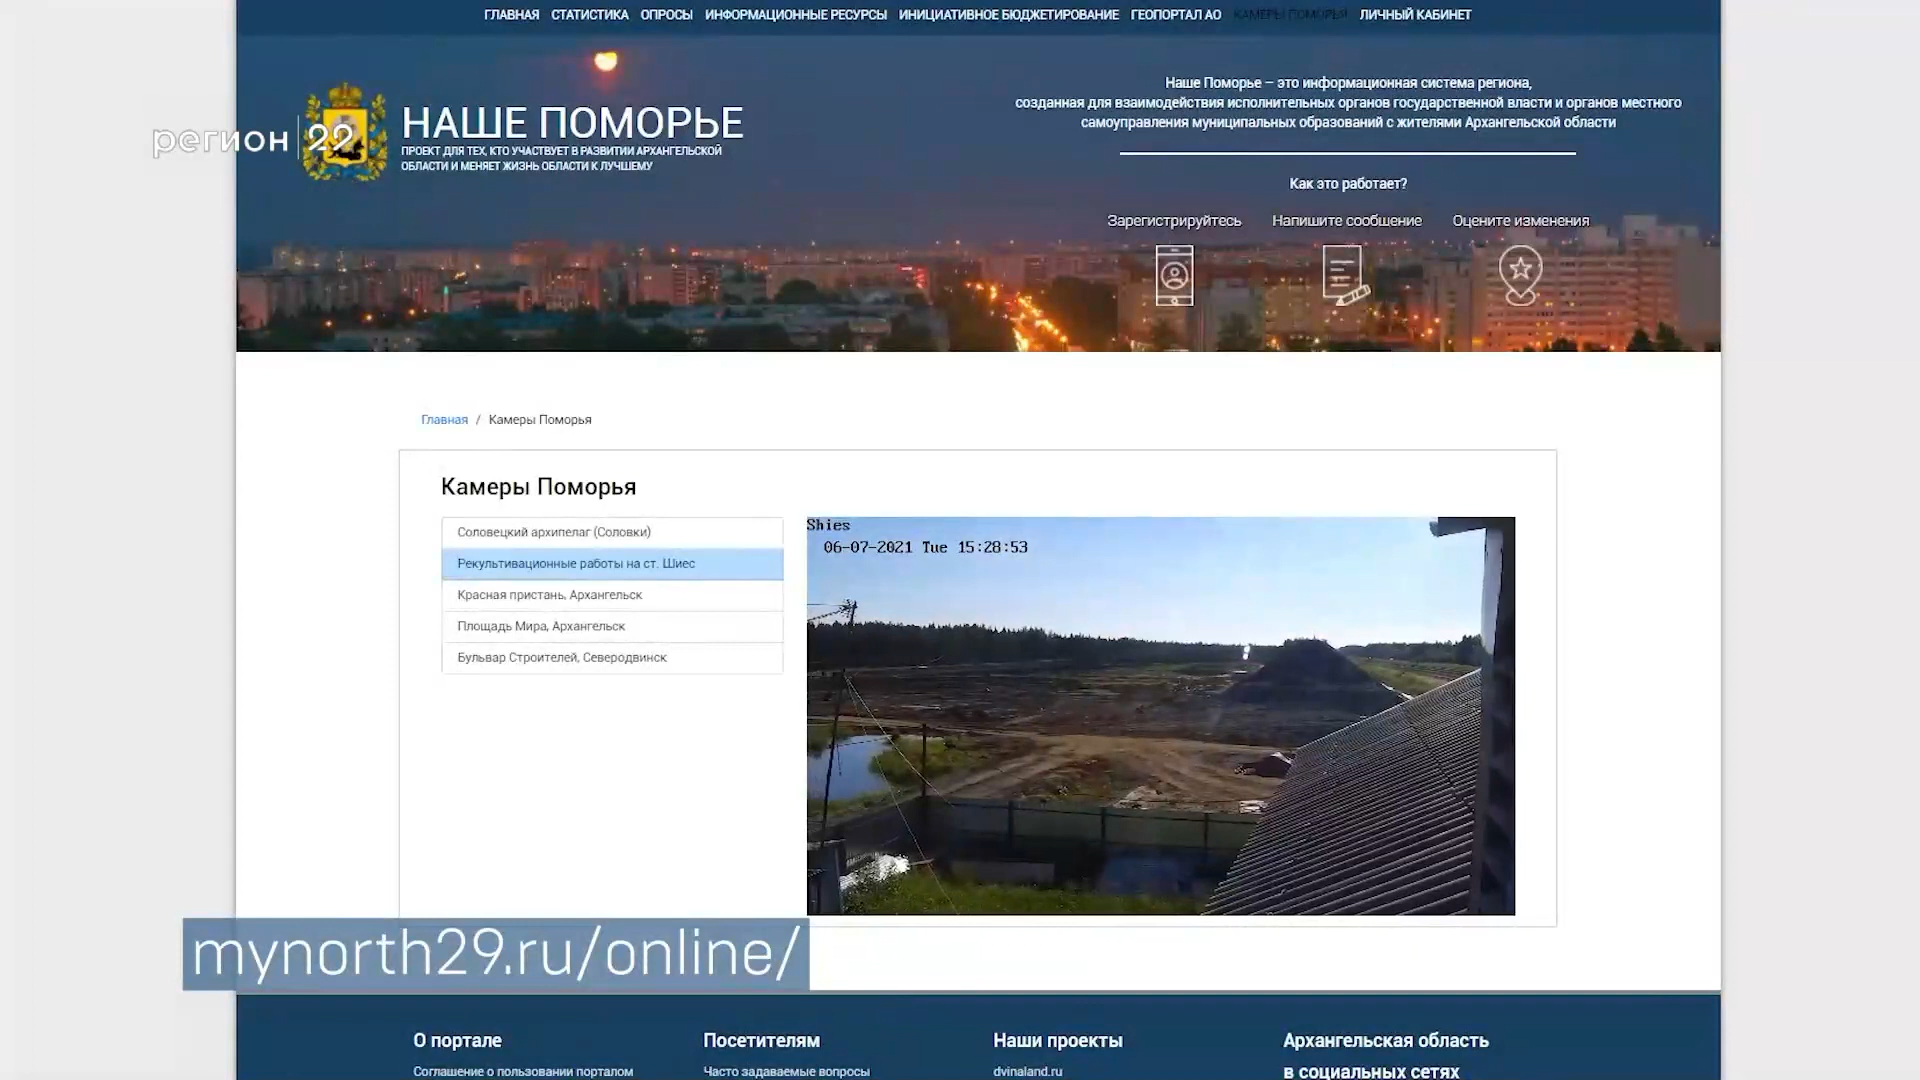 ГЛАВНАЯ СТАТИСТИКА ОПРОСЫ ИНФОРМАЦИОННЫЕ РЕСУРСЫ ИНИЦИАТИВНОЕ БЮДЖЕТИРОВАНИЕ ГЕОПОРТАЛ АО КАМЕРЫ ПОМОРЬЯ ЛИЧНЫЙ КАБИНЕТ
регион 29
НАШЕ ПОМОРЬЕ
ПРОЕКТ ДЛЯ ТЕХ, КТО УЧАСТВУЕТ В РАЗВИТИИ АРХАНГЕЛЬСКОЙ
ОБЛАСТИ И МЕНЯЕТ ЖИЗНЬ ОБЛАСТИ К ЛУЧШЕМУ
Наше Поморье – это информационная система региона,
созданная для взаимодействия исполнительных органов государственной власти и органов местного
самоуправления муниципальных образований с жителями Архангельской области
Как это работает?
Зарегистрируйтесь Напишите сообщение Оцените изменения
Главная / Камеры Поморья
Камеры Поморья
Соловецкий архипелаг (Соловки)
Рекультивационные работы на ст. Шиес
Красная пристань, Архангельск
Площадь Мира, Архангельск
Бульвар Строителей, Северодвинск
Shies
06-07-2021 Tue 15:28:53
mynorth29.ru/online/
О портале
Соглашение о пользовании порталом
Посетителям
Часто задаваемые вопросы
Наши проекты
dvinaland.ru
Архангельская область
в социальных сетях